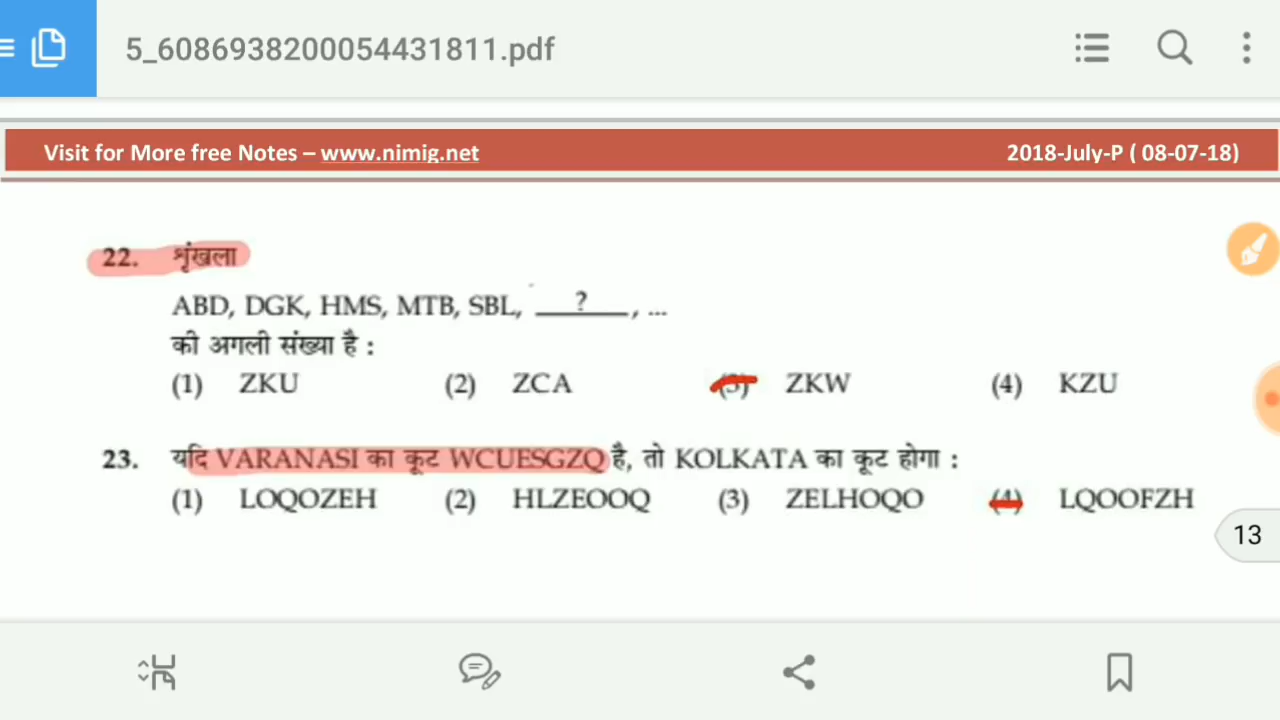 5_6086938200054431811.pdf
Visit for More free Notes – www.nimig.net 2018-July-P ( 08-07-18)
22. शृंखला
ABD, DGK, HMS, MTB, SBL, ___?___, ...
की अगली संख्या है :
(1) ZKU (2) ZCA (3) ZKW (4) KZU
23. यदि VARANASI का कूट WCUESGZQ है, तो KOLKATA का कूट होगा :
(1) LOQOZEH (2) HLZEOOQ (3) ZELHOQO (4) LQOOFZH
13